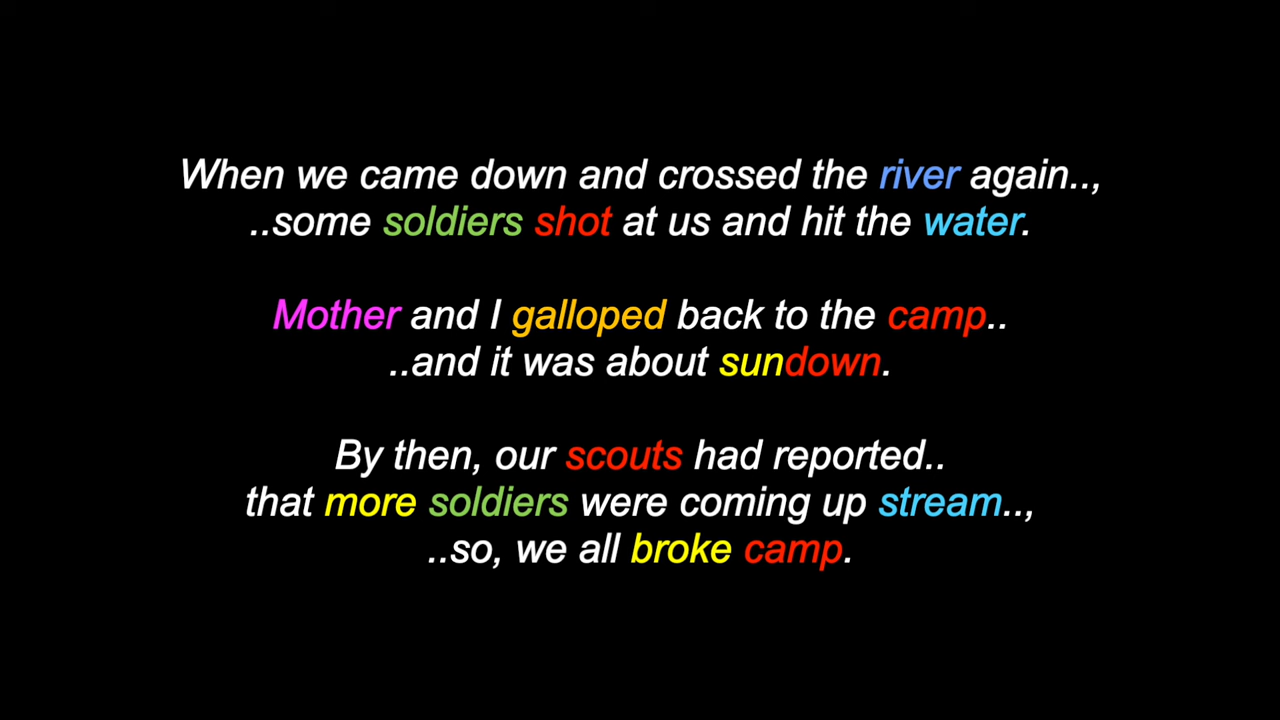 When we came down and crossed the river again..,
..some soldiers shot at us and hit the water.
Mother and I galloped back to the camp..
..and it was about sundown.
By then, our scouts had reported..
that more soldiers were coming up stream..,
..so, we all broke camp.